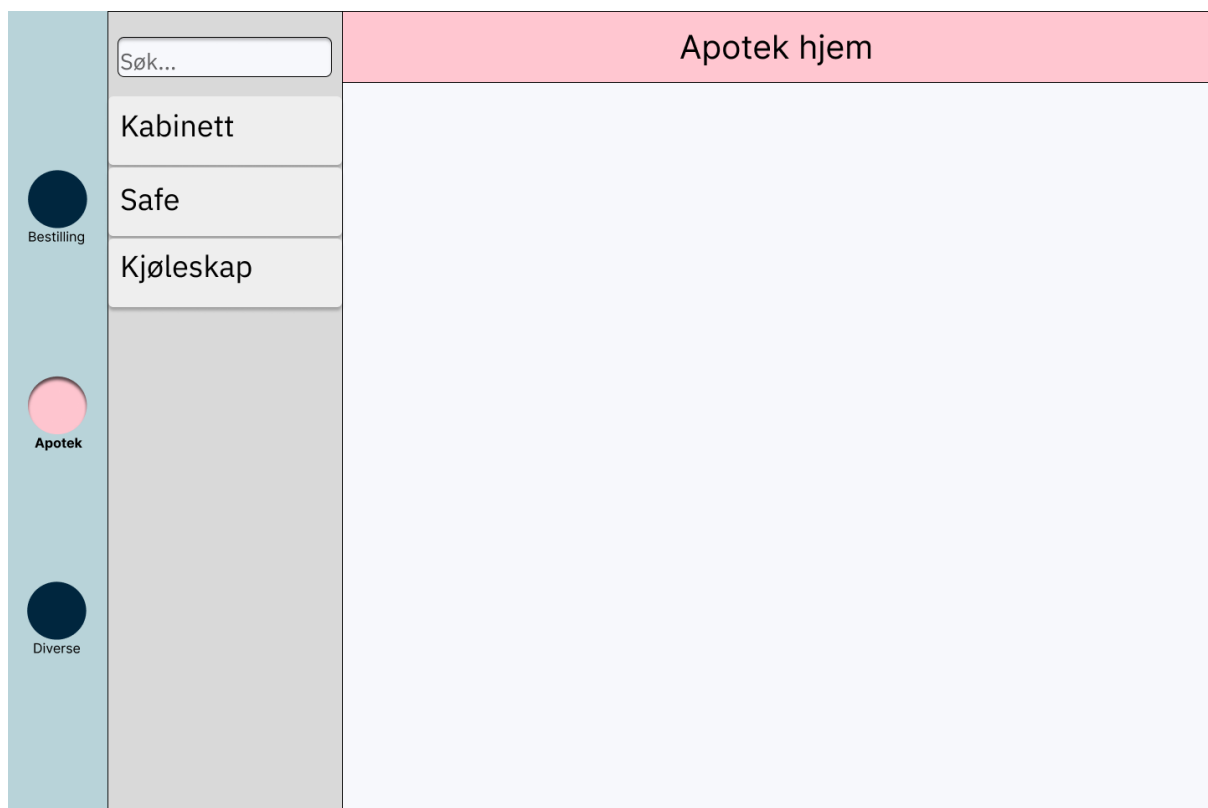 Bestilling
Apotek
Diverse
Søk...
Kabinett
Safe
Kjøleskap
Apotek hjem